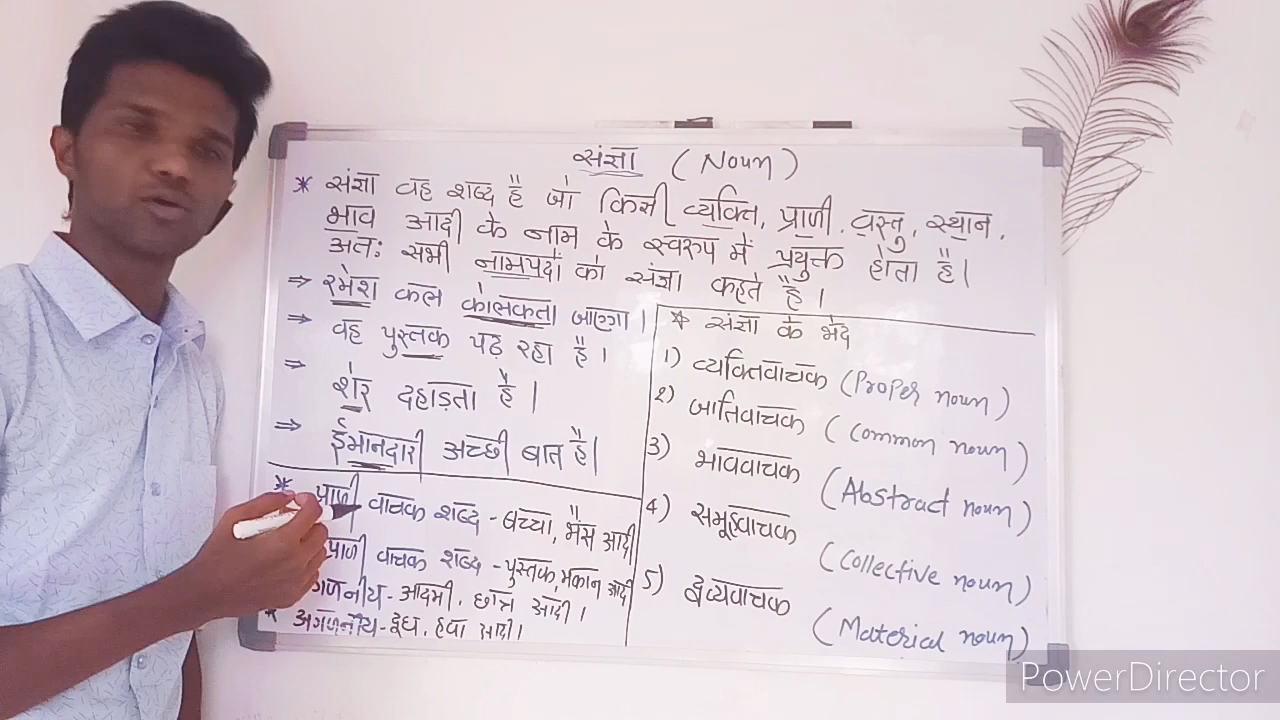 संज्ञा (Noun)
* संज्ञा वह शब्द है जो किसी व्यक्ति, प्राणी, वस्तु, स्थान,
भाव आदी के नाम के स्वरूप में प्रयुक्त होता है।
अतः सभी नामपदों को संज्ञा कहते है।
⇒ रमेश कल कोलकता जाएगा।
⇒ वह पुस्तक पढ़ रहा है।
⇒ शेर दहाड़ता है।
⇒ ईमानदारी अच्छी बात है।
* प्राणी वाचक शब्द - बच्चा, भैंस आदी
प्राणी वाचक शब्द - पुस्तक, मकान आदी
गणनीय - आदमी, छात्र आदी।
* अगणनीय - दूध, हवा आदी।
* संज्ञा के भेद
1) व्यक्तिवाचक (Proper noun)
2) जातिवाचक (Common noun)
3) भाववाचक (Abstract noun)
4) समूहवाचक (Collective noun)
5) द्रव्यवाचक (Material noun)
PowerDirector